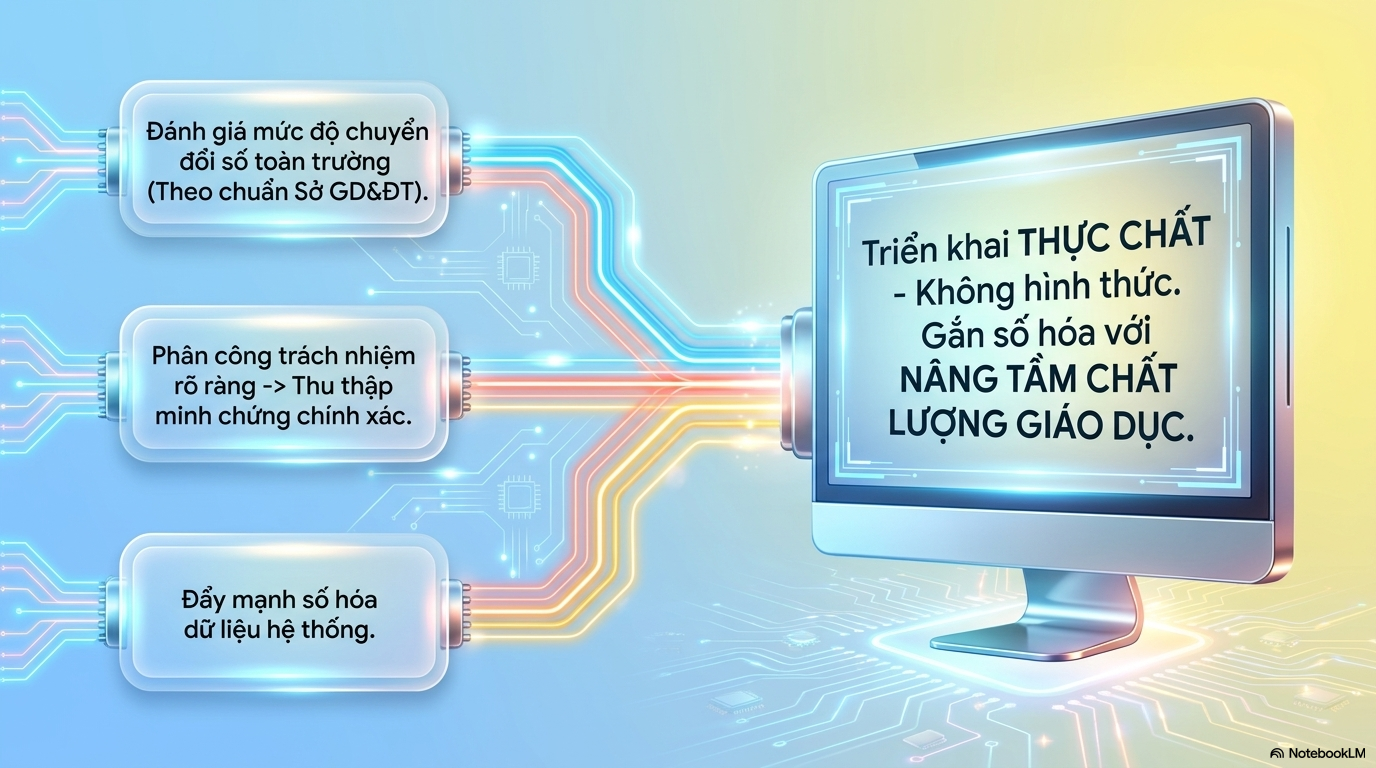 Đánh giá mức độ chuyển
đổi số toàn trường
(Theo chuẩn Sở GD&ĐT).
Phân công trách nhiệm
rõ ràng -> Thu thập
minh chứng chính xác.
Đẩy mạnh số hóa
dữ liệu hệ thống.
Triển khai THỰC CHẤT
- Không hình thức.
Gắn số hóa với
NÂNG TẦM CHẤT
LƯỢNG GIÁO DỤC.
NotebookLM